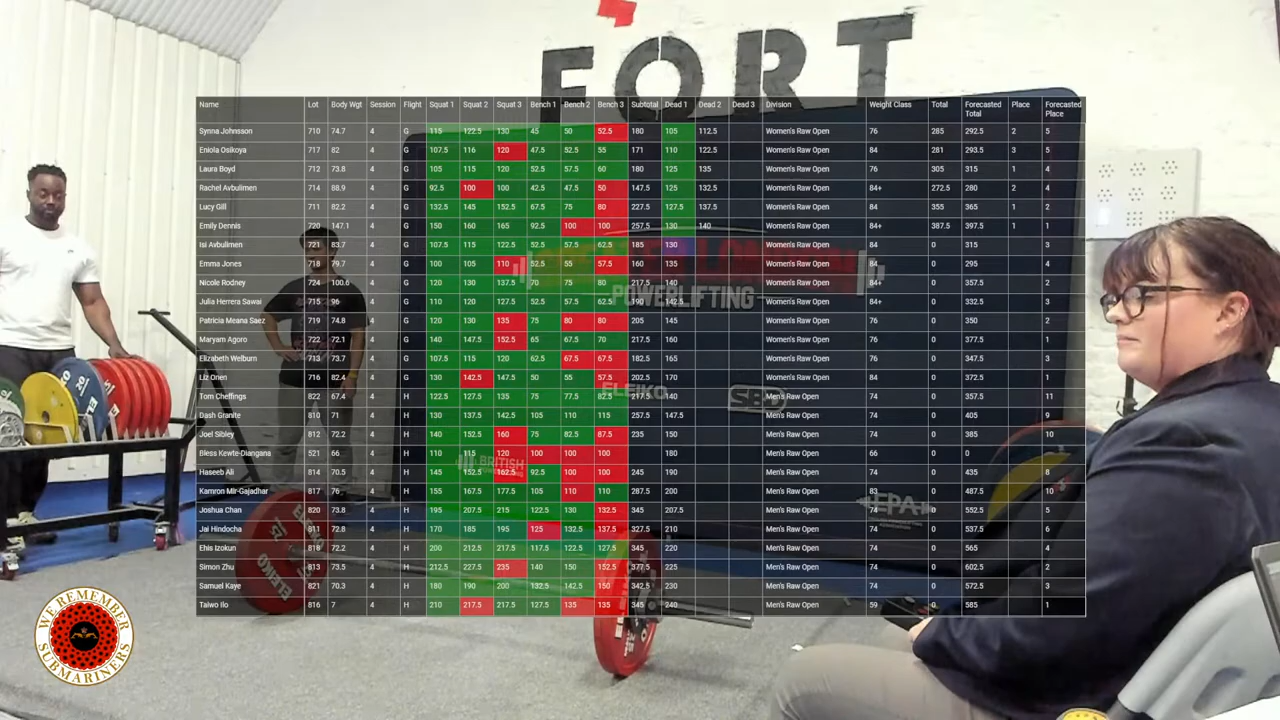 FORT
Name Lot Body Wgt Session Flight Squat 1 Squat 2 Squat 3 Bench 1 Bench 2 Bench 3 Subtotal Dead 1 Dead 2 Dead 3 Division Weight Class Total Forecasted Total Place Forecasted Place
Synna Johnsson 710 74.7 4 G 115 122.5 130 45 50 52.5 180 105 112.5 Women's Raw Open 76 285 292.5 2 5
Eniola Osikoya 717 82 4 G 107.5 116 120 47.5 52.5 55 171 110 122.5 Women's Raw Open 84 281 293.5 3 5
Laura Boyd 712 73.8 4 G 105 115 120 52.5 57.5 60 180 125 135 Women's Raw Open 76 305 315 1 4
Rachel Avbulimen 714 88.9 4 G 92.5 100 100 42.5 47.5 50 147.5 125 132.5 Women's Raw Open 84+ 272.5 280 2 4
Lucy Gill 711 82.2 4 G 132.5 145 152.5 67.5 75 80 227.5 127.5 137.5 Women's Raw Open 84 355 365 1 2
Emily Dennis 720 147.1 4 G 150 160 165 92.5 100 100 257.5 130 140 Women's Raw Open 84+ 387.5 397.5 1 1
Isi Avbulimen 721 83.7 4 G 107.5 115 122.5 52.5 57.5 62.5 185 130 Women's Raw Open 84 0 315 3
Emma Jones 718 79.7 4 G 100 105 110 52.5 55 57.5 160 135 Women's Raw Open 84 0 295 4
Nicole Rodney 724 100.6 4 G 120 130 137.5 70 75 80 217.5 140 Women's Raw Open 84+ 0 357.5 2
Julia Herrera Sawai 715 96 4 G 110 120 127.5 52.5 57.5 62.5 190 142.5 Women's Raw Open 84+ 0 332.5 3
Patricia Meana Saez 719 74.8 4 G 120 130 135 75 80 80 205 145 Women's Raw Open 76 0 350 2
Maryam Agoro 722 72.1 4 G 140 147.5 152.5 65 67.5 70 217.5 160 Women's Raw Open 76 0 377.5 1
Elizabeth Welburn 713 73.7 4 G 107.5 115 120 62.5 67.5 67.5 182.5 165 Women's Raw Open 76 0 347.5 3
Liz Orien 716 82.4 4 G 130 142.5 147.5 50 55 57.5 202.5 170 Women's Raw Open 84 0 372.5 1
Tom Cheffings 822 67.4 4 H 122.5 127.5 135 75 77.5 82.5 217.5 140 Men's Raw Open 74 0 357.5 11
Dash Granite 810 71 4 H 130 137.5 142.5 105 110 115 257.5 147.5 Men's Raw Open 74 0 405 9
Joel Sibley 812 72.2 4 H 140 152.5 160 75 82.5 87.5 235 150 Men's Raw Open 74 0 385 10
Bless Kewte-Diangana 521 66 4 H 110 115 120 100 100 100 180 Men's Raw Open 66 0 0
Haseeb Ali 814 70.5 4 H 145 152.5 162.5 92.5 100 100 245 190 Men's Raw Open 74 0 435 8
Kamron Mir-Gajadhar 817 76 4 H 155 167.5 177.5 105 110 110 287.5 200 Men's Raw Open 83 0 487.5 10
Joshua Chan 820 73.8 4 H 195 207.5 215 122.5 130 132.5 345 207.5 Men's Raw Open 74 0 552.5 5
Jai Hindocha 811 72.8 4 H 170 185 195 125 132.5 137.5 327.5 210 Men's Raw Open 74 0 537.5 6
Ehis Izokun 818 72.2 4 H 200 212.5 217.5 117.5 122.5 127.5 345 220 Men's Raw Open 74 0 565 4
Simon Zhu 813 73.5 4 H 212.5 227.5 235 140 150 152.5 377.5 225 Men's Raw Open 74 0 602.5 2
Samuel Kaye 821 70.3 4 H 180 190 200 132.5 142.5 150 342.5 230 Men's Raw Open 74 0 572.5 3
Taiwo Ilo 816 7 4 H 210 217.5 217.5 127.5 135 135 345 240 Men's Raw Open 59 0 585 1
POWERLIFTING
ELEIKO
SBD
BRITISH
EPA
ELEIKO
WE REMEMBER
SUBMARINERS